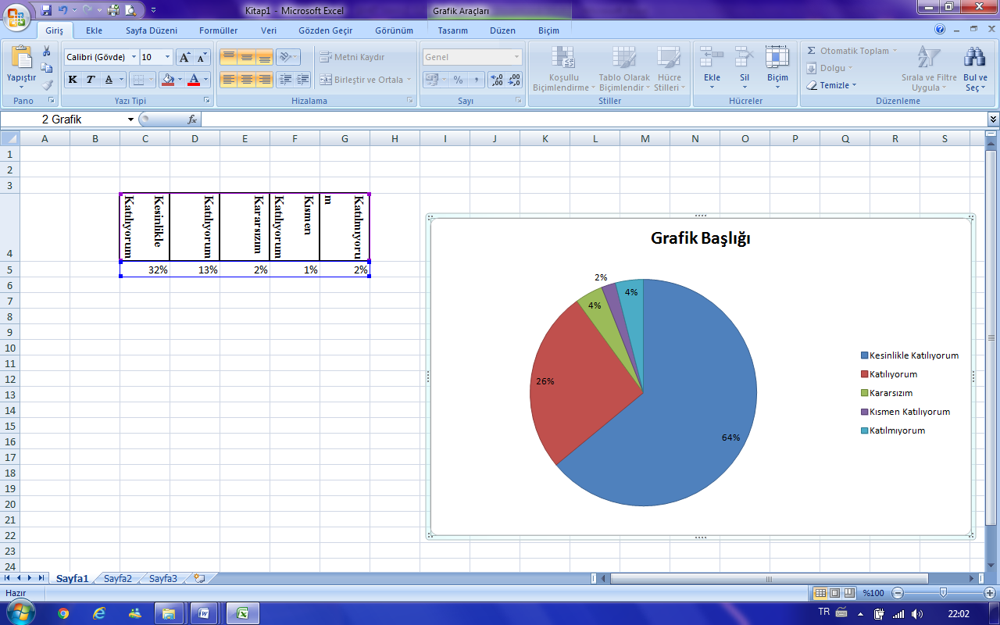 Kitap1 - Microsoft Excel
Grafik Araçları
Giriş Ekle Sayfa Düzeni Formüller Veri Gözden Geçir Görünüm Tasarım Düzen Biçim
Yapıştır
Pano
Calibri (Gövde) 10
K T A
Yazı Tipi
Metni Kaydır
Birleştir ve Ortala
Hizalama
Genel
%
Sayı
Koşullu Biçimlendirme
Tablo Olarak Biçimlendir
Hücre Stilleri
Stiller
Ekle Sil Biçim
Hücreler
Otomatik Toplam
Dolgu
Temizle
Sırala ve Filtre Uygula
Bul ve Seç
Düzenleme
2 Grafik
fx
A B C D E F G H I J K L M N O P Q R S
1
2
3
4
Kesinlikle Katılıyorum
Katılıyorum
Kararsızım
Kısmen Katılıyorum
Katılmıyoru
m
5 32% 13% 2% 1% 2%
6
7
8
9
10
11
12
13
14
15
16
17
18
19
20
21
22
23
24
Grafik Başlığı
2%
4%
4%
26%
64%
Kesinlikle Katılıyorum
Katılıyorum
Kararsızım
Kısmen Katılıyorum
Katılmıyorum
Sayfa1 Sayfa2 Sayfa3
Hazır
%100
TR
22:02